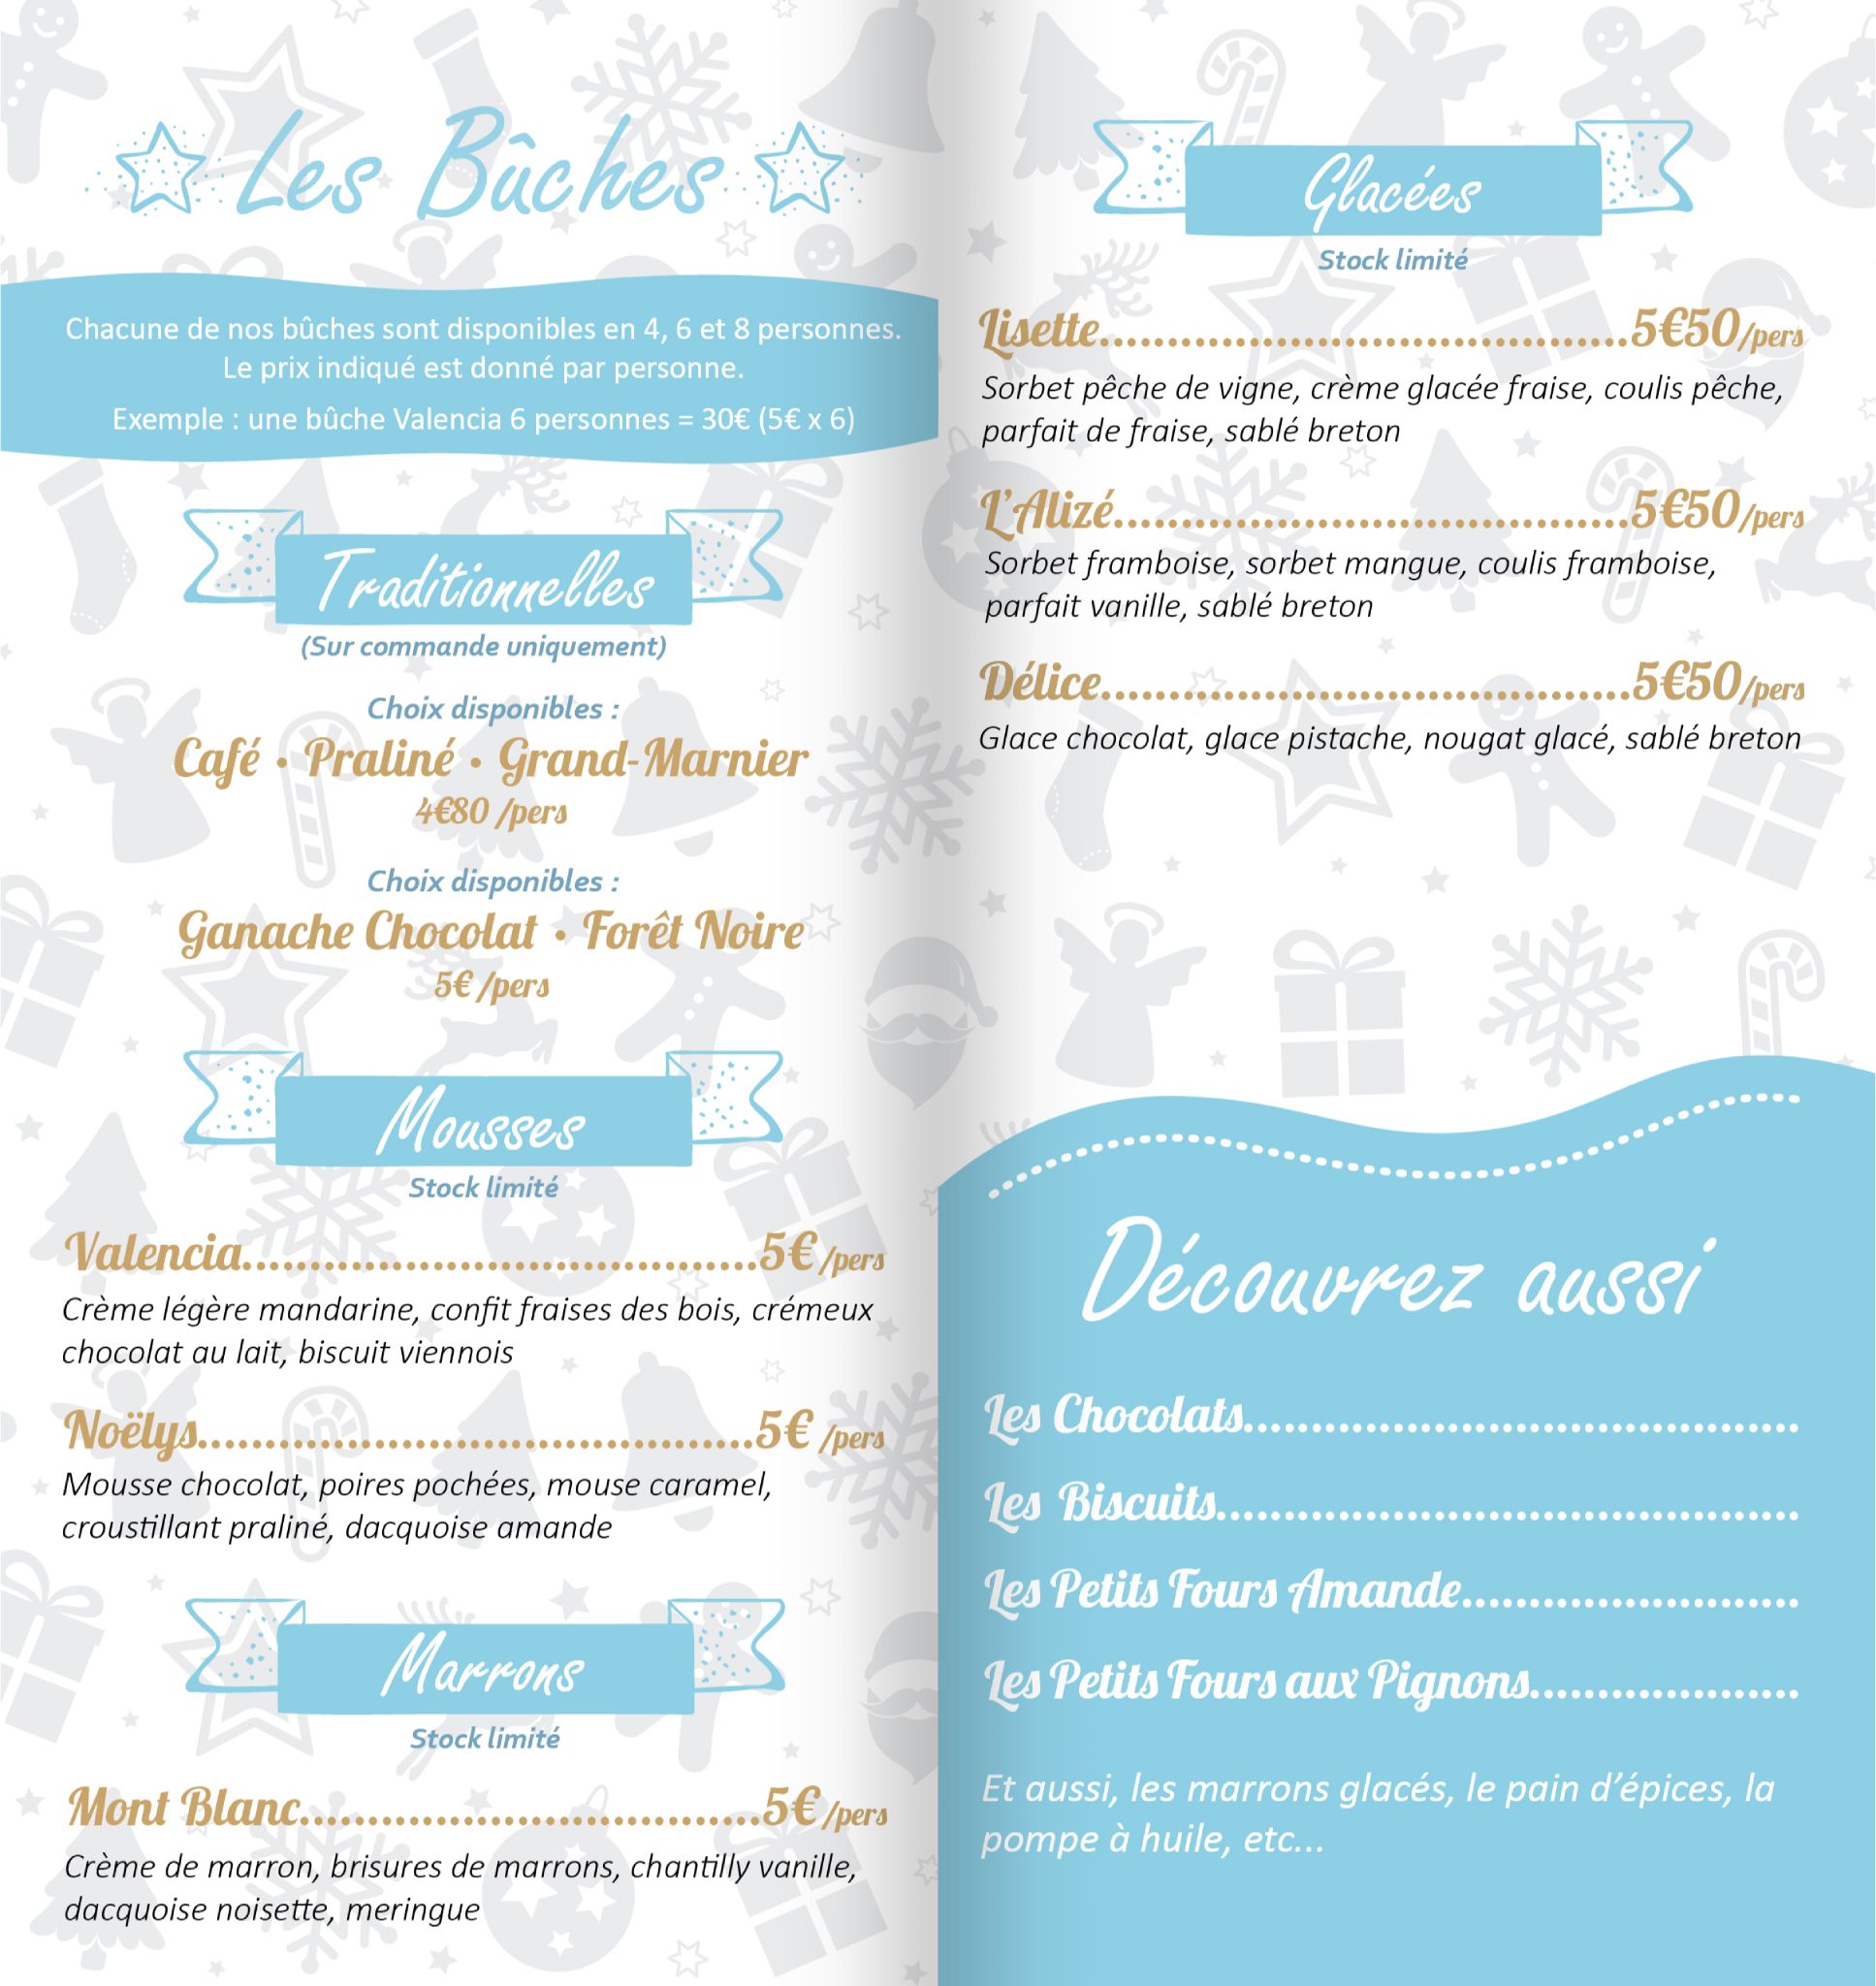 Les Bûches
Chacune de nos bûches sont disponibles en 4, 6 et 8 personnes.
Le prix indiqué est donné par personne.
Exemple : une bûche Valencia 6 personnes = 30€ (5€ x 6)
Traditionnelles
(Sur commande uniquement)
Choix disponibles :
Café • Praliné • Grand-Marnier
4€80 /pers
Choix disponibles :
Ganache Chocolat • Forêt Noire
5€ /pers
Mousses
Stock limité
Valencia......................................5€ /pers
Crème légère mandarine, confit fraises des bois, crémeux
chocolat au lait, biscuit viennois
Noëlys.........................................5€ /pers
Mousse chocolat, poires pochées, mouse caramel,
croustillant praliné, dacquoise amande
Marrons
Stock limité
Mont Blanc..................................5€ /pers
Crème de marron, brisures de marrons, chantilly vanille,
dacquoise noisette, meringue
Glacées
Stock limité
Lisette.......................................5€50/pers
Sorbet pêche de vigne, crème glacée fraise, coulis pêche,
parfait de fraise, sablé breton
L'Alizé......................................5€50/pers
Sorbet framboise, sorbet mangue, coulis framboise,
parfait vanille, sablé breton
Délice.......................................5€50/pers
Glace chocolat, glace pistache, nougat glacé, sablé breton
Découvrez aussi
Les Chocolats.........................................
Les Biscuits...........................................
Les Petits Fours Amande.........................
Les Petits Fours aux Pignons....................
Et aussi, les marrons glacés, le pain d'épices, la
pompe à huile, etc...